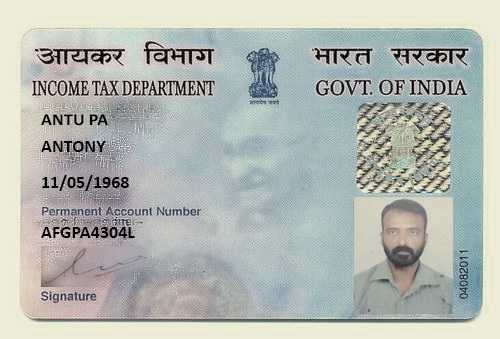 आयकर विभाग
INCOME TAX DEPARTMENT
भारत सरकार
GOVT. OF INDIA
सत्यमेव जयते
ANTU PA
ANTONY
11/05/1968
Permanent Account Number
AFGPA4304L
Signature
04082011